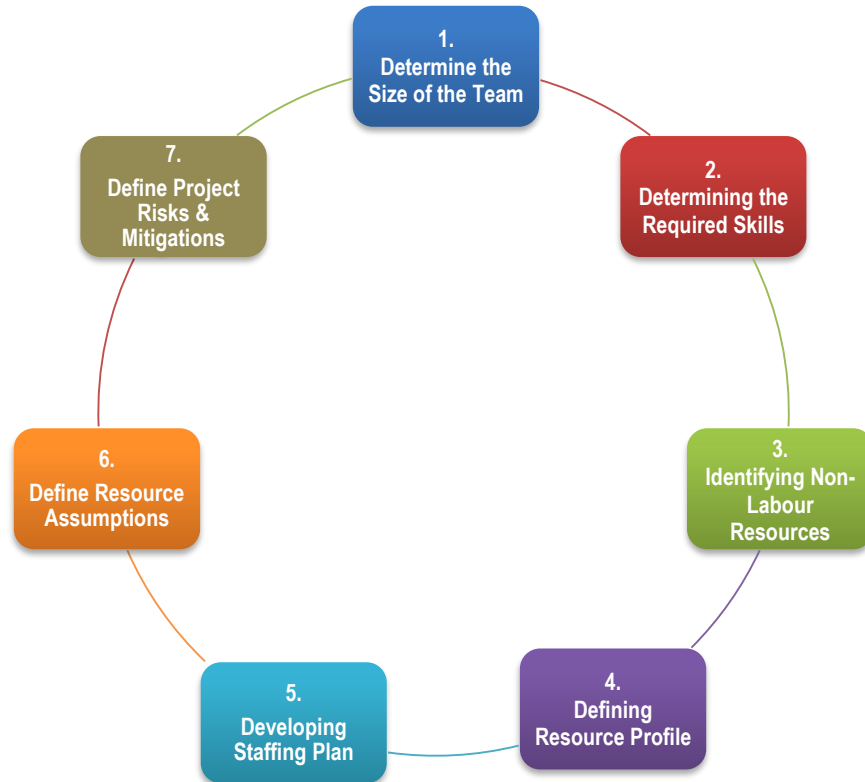 1.
Determine the
Size of the Team
2.
Determining the
Required Skills
3.
Identifying Non-
Labour
Resources
4.
Defining
Resource Profile
5.
Developing
Staffing Plan
6.
Define Resource
Assumptions
7.
Define Project
Risks &
Mitigations